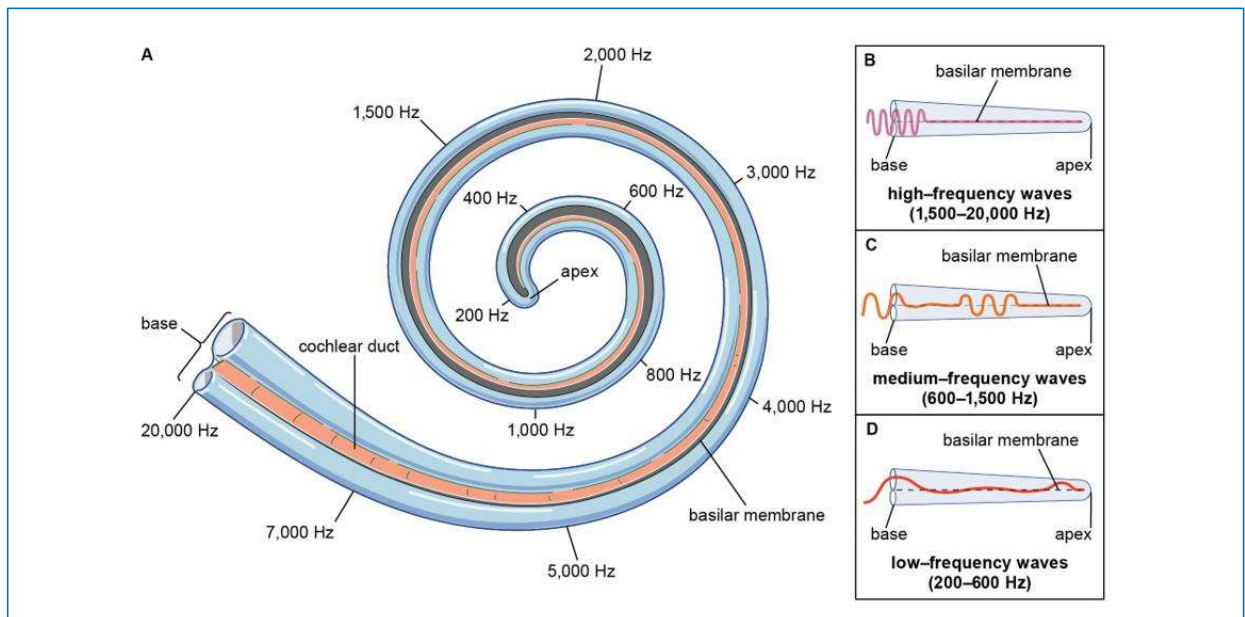 A
2,000 Hz
1,500 Hz
3,000 Hz
400 Hz
600 Hz
apex
200 Hz
base
cochlear duct
800 Hz
4,000 Hz
20,000 Hz
1,000 Hz
basilar membrane
7,000 Hz
5,000 Hz
B
basilar membrane
base
apex
high–frequency waves
(1,500–20,000 Hz)
C
basilar membrane
base
apex
medium–frequency waves
(600–1,500 Hz)
D
basilar membrane
base
apex
low–frequency waves
(200–600 Hz)